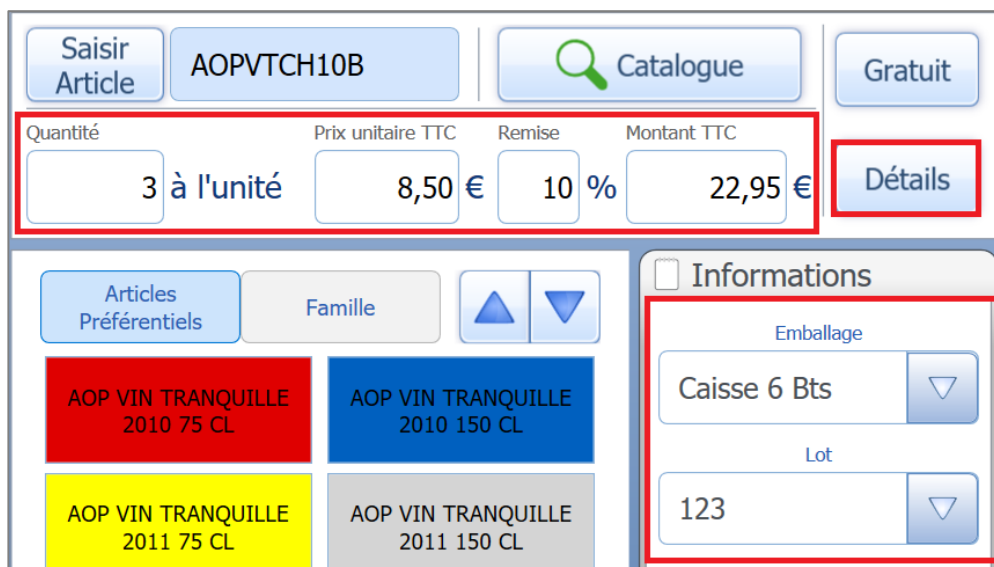 Saisir
Article
AOPVTCH10B
Catalogue
Gratuit
Quantité
Prix unitaire TTC
Remise
Montant TTC
3 à l'unité
8,50 €
10 %
22,95 €
Détails
Articles
Préférentiels
Famille
Informations
Emballage
Caisse 6 Bts
Lot
123
AOP VIN TRANQUILLE
2010 75 CL
AOP VIN TRANQUILLE
2010 150 CL
AOP VIN TRANQUILLE
2011 75 CL
AOP VIN TRANQUILLE
2011 150 CL